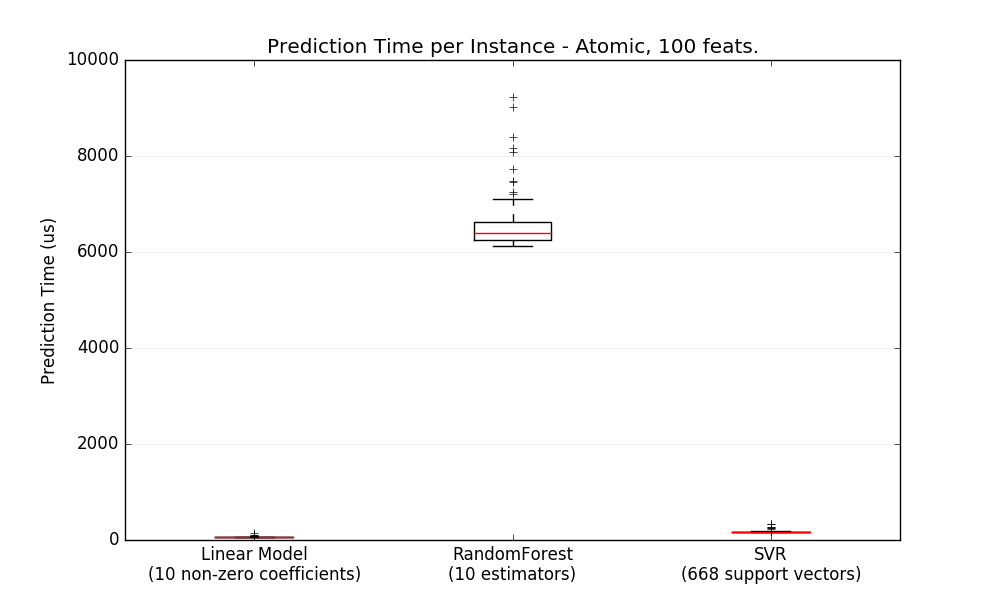 Prediction Time per Instance - Atomic, 100 feats.
10000
8000
6000
4000
2000
0
Prediction Time (us)
Linear Model
(10 non-zero coefficients)
RandomForest
(10 estimators)
SVR
(668 support vectors)